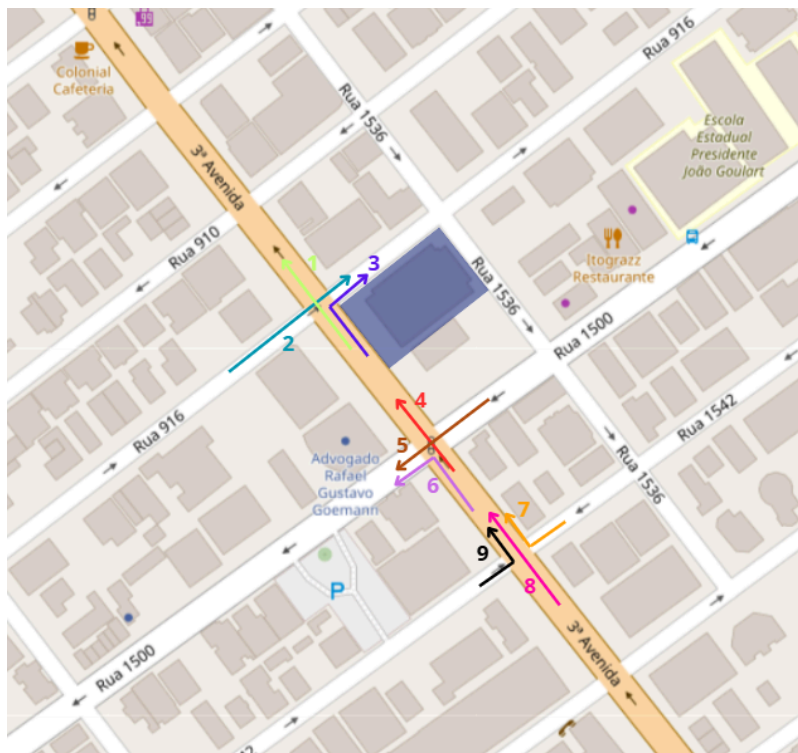 .99
Rua 916
Colonial
Cafeteria
Rua 1536
Escola
Estadual
Presidente
João Goulart
3ª Avenida
Rua 910
1
3
Itograzz
Restaurante
Rua 1536
2
Rua 1500
4
Rua 916
5
Advogado
Rafael
Gustavo
Goemann
6
Rua 1542
Rua 1536
7
9
8
P
3ª Avenida
Rua 1500